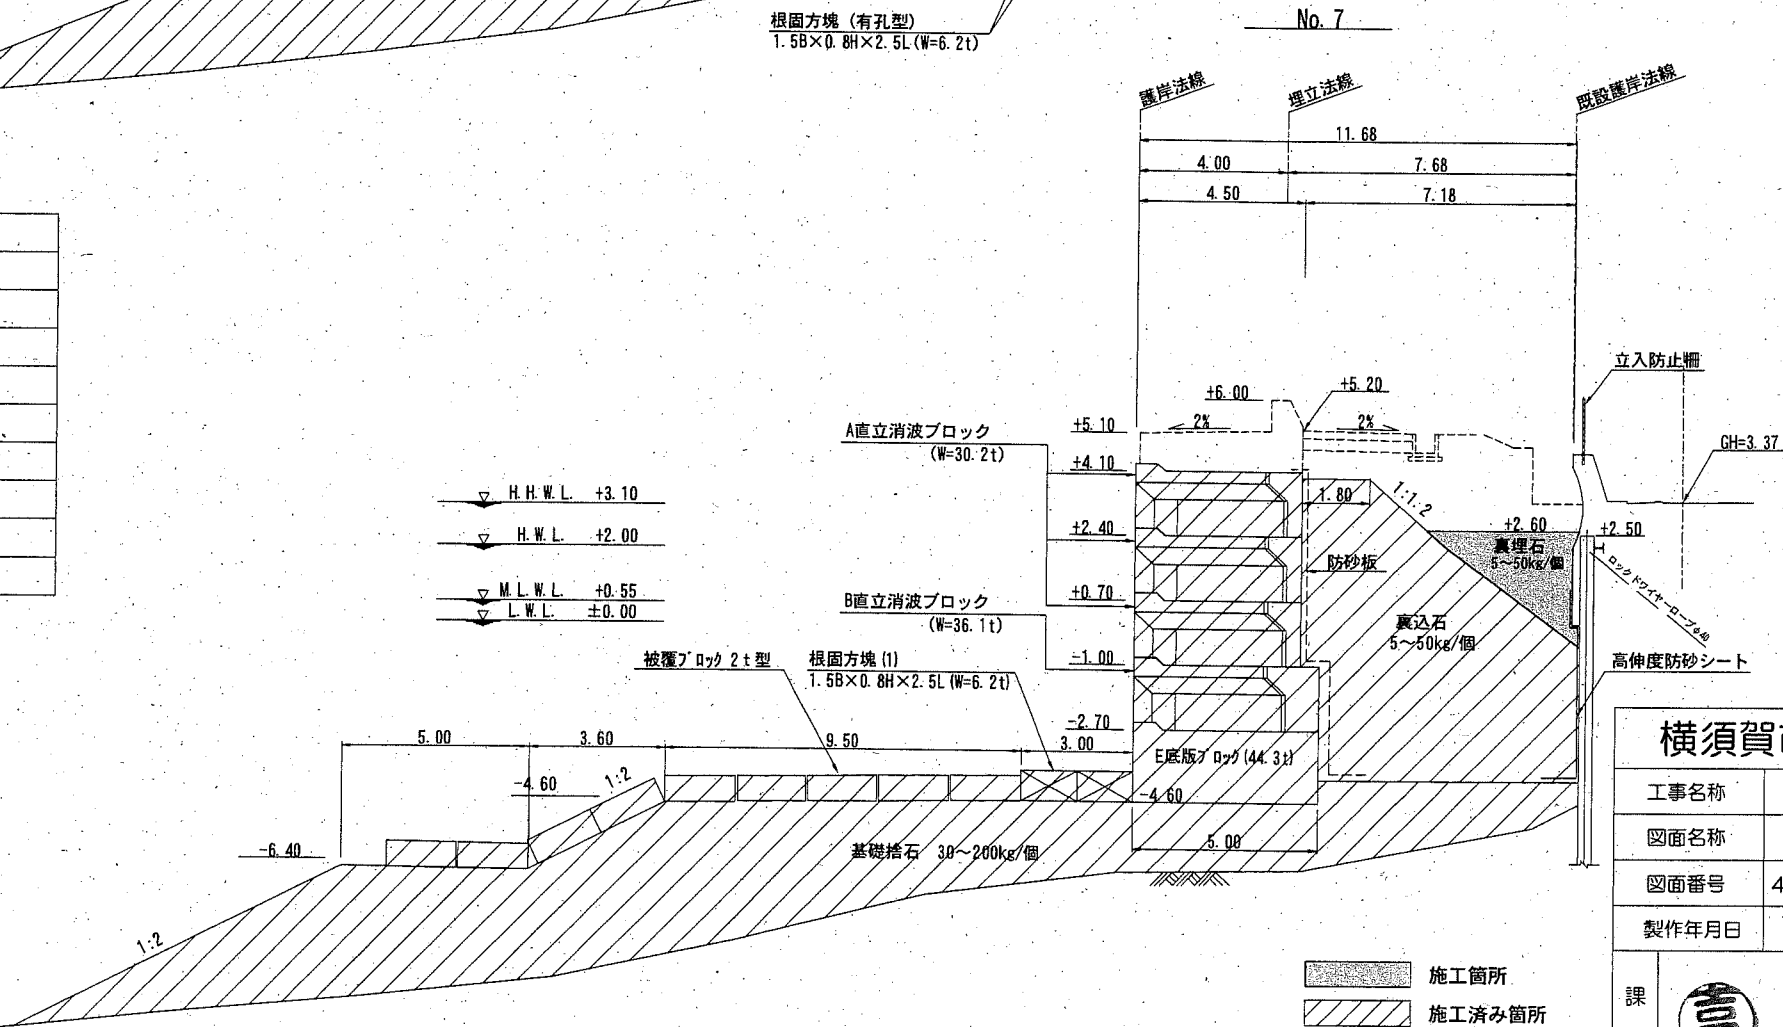 根固方塊 (有孔型)
1.5B×0.8H×2.5L(W=6.2t)
No. 7
護岸法線
埋立法線
既設護岸法線
11.68
4.00
7.68
4.50
7.18
立入防止柵
+6.00
+5.20
A直立消波ブロック
(W=30.2t)
+5.10
2%
2%
GH=3.37
+4.10
H.H.W.L. +3.10
1.80
1:1.2
H.W.L. +2.00
+2.40
+2.60
+2.50
裏埋石
5~50kg/個
防砂板
ロックドワイヤーロープφ40
M.L.W.L. +0.55
L.W.L. ±0.00
B直立消波ブロック
(W=36.1t)
+0.70
裏込石
5~50kg/個
被覆ブロック 2t型
根固方塊(1)
1.5B×0.8H×2.5L(W=6.2t)
-1.00
高伸度防砂シート
-2.70
5.00
3.60
9.50
3.00
E底版ブロック(44.3t)
横須賀
-4.60
1:2
-4.60
工事名称
-6.40
基礎捨石 30~200kg/個
5.00
図面名称
図面番号
4
製作年月日
1:2
施工箇所
課
施工済み箇所